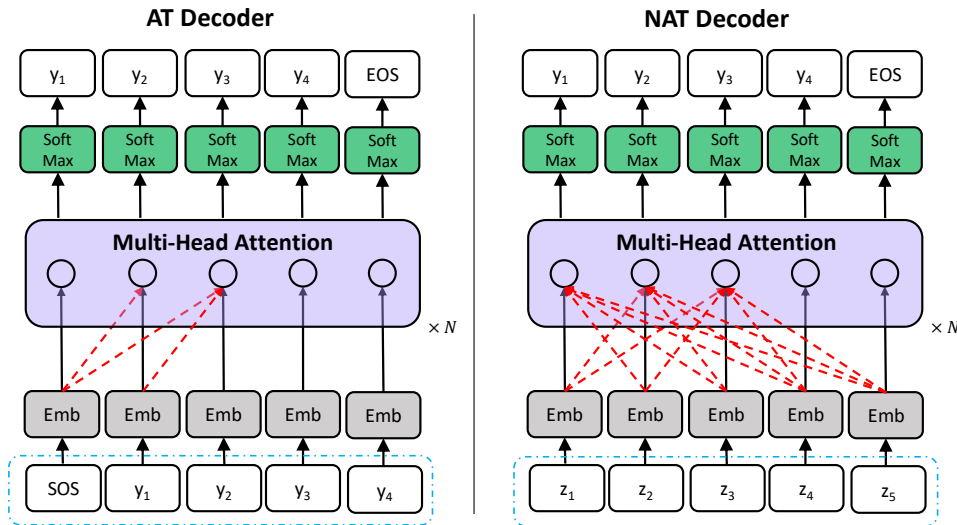 AT Decoder
y₁ y₂ y₃ y₄ EOS
Soft Soft Soft Soft Soft
Max Max Max Max Max
Multi-Head Attention
× N
Emb Emb Emb Emb Emb
SOS y₁ y₂ y₃ y₄
NAT Decoder
y₁ y₂ y₃ y₄ EOS
Soft Soft Soft Soft Soft
Max Max Max Max Max
Multi-Head Attention
× N
Emb Emb Emb Emb Emb
z₁ z₂ z₃ z₄ z₅